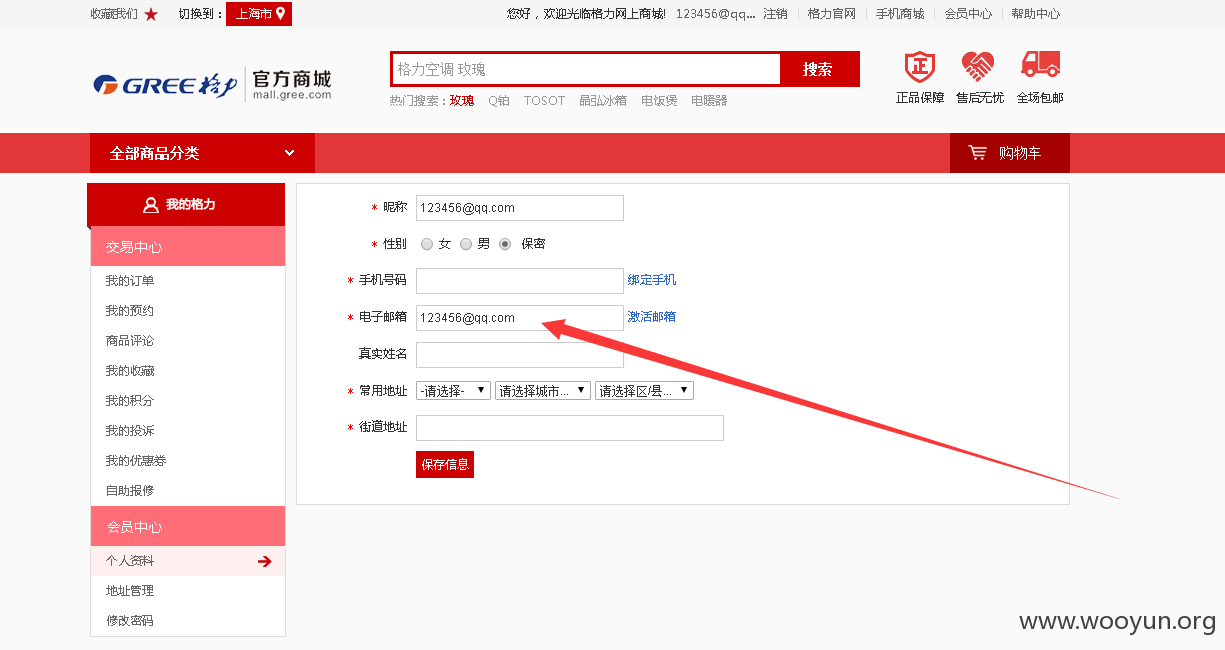 收藏我们 切换到： 上海市 您好，欢迎光临格力网上商城! 123456@qq... 注销 格力官网 手机商城 会员中心 帮助中心
GREE格力 官方商城
mall.gree.com
格力空调 玫瑰 搜索
热门搜索：玫瑰 Q铂 TOSOT 晶弘冰箱 电饭煲 电暖器
正
正品保障 售后无忧 全场包邮
全部商品分类 购物车
我的格力
交易中心
我的订单
我的预约
商品评论
我的收藏
我的积分
我的投诉
我的优惠券
自助报修
会员中心
个人资料
地址管理
修改密码
* 昵称 123456@qq.com
* 性别 女 男 保密
* 手机号码 绑定手机
* 电子邮箱 123456@qq.com 激活邮箱
真实姓名
* 常用地址 -请选择- 请选择城市... 请选择区/县...
* 街道地址
保存信息
www.wooyun.org